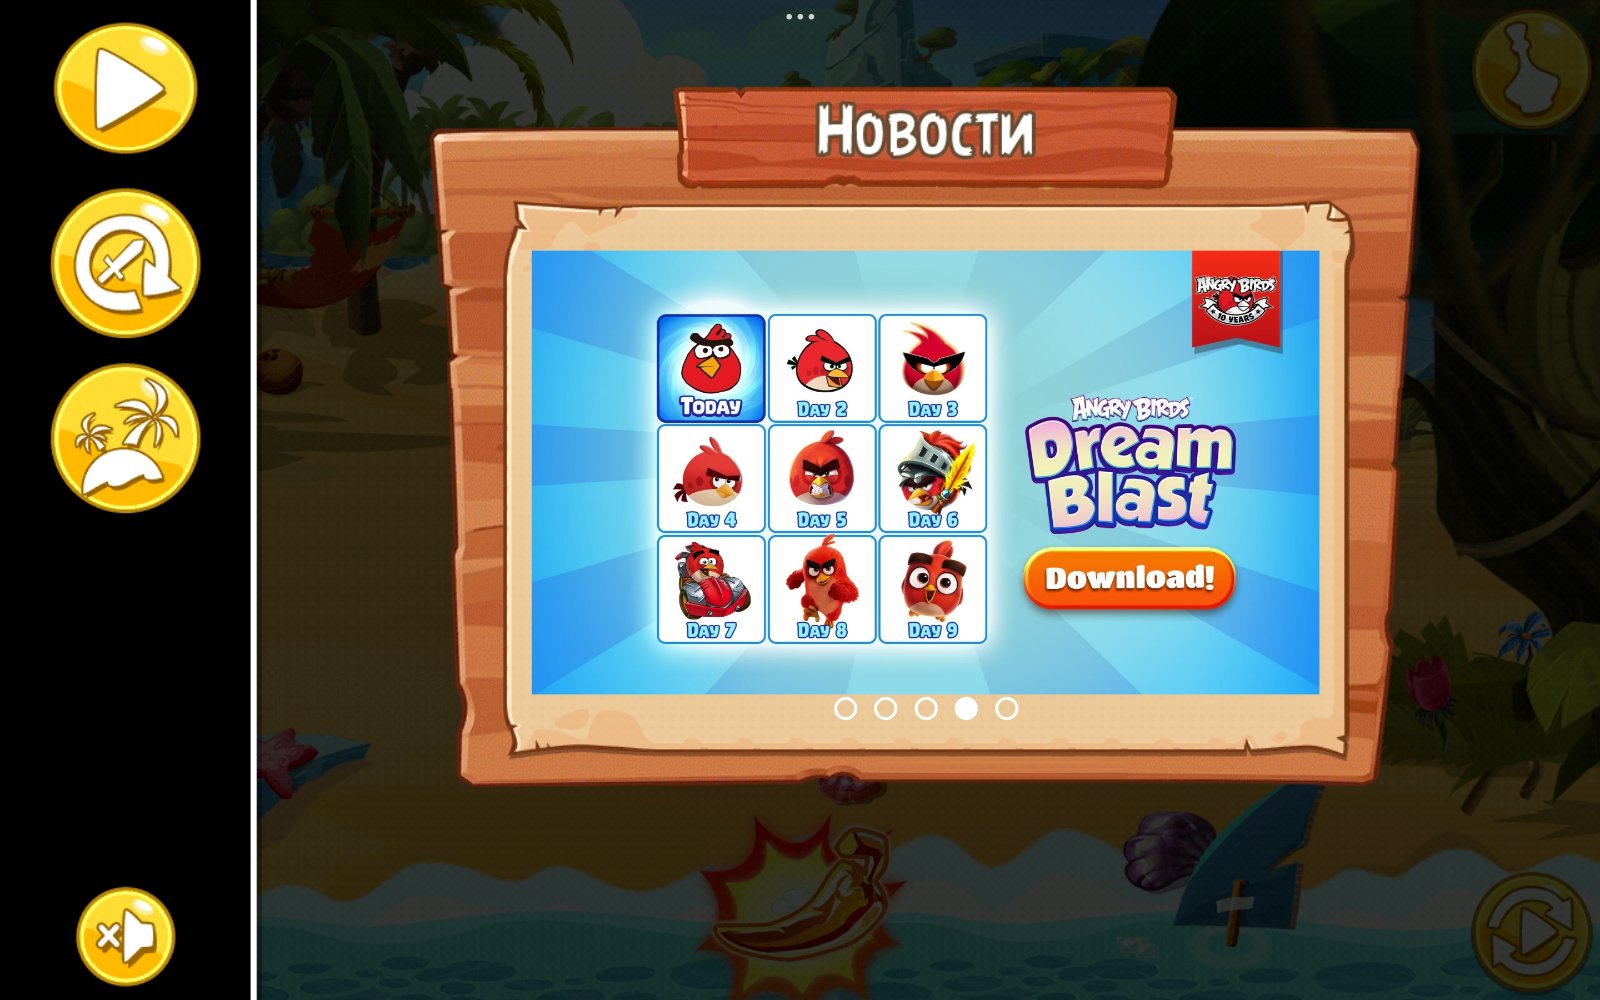 Новости
ANGRY BIRDS
10 YEARS
Today
Day 2
Day 3
Day 4
Day 5
Day 6
Day 7
Day 8
Day 9
ANGRY BIRDS
Dream
Blast
Download!